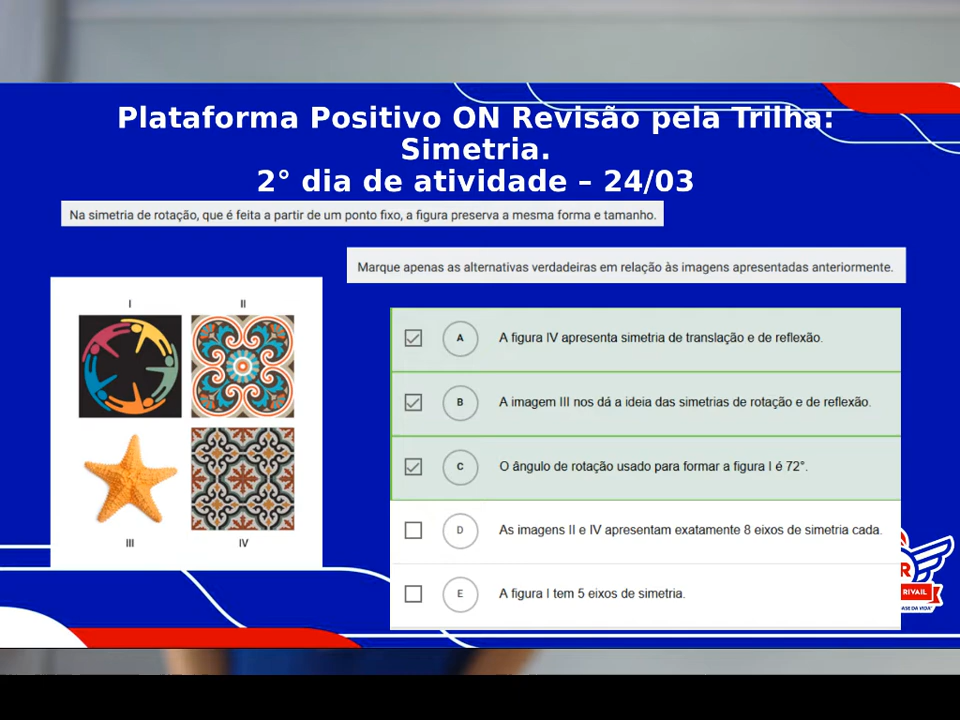 Plataforma Positivo ON Revisão pela Trilha:
Simetria.
2° dia de atividade – 24/03
Na simetria de rotação, que é feita a partir de um ponto fixo, a figura preserva a mesma forma e tamanho.
Marque apenas as alternativas verdadeiras em relação às imagens apresentadas anteriormente.
I
II
III
IV
A
A figura IV apresenta simetria de translação e de reflexão.
B
A imagem III nos dá a ideia das simetrias de rotação e de reflexão.
C
O ângulo de rotação usado para formar a figura I é 72°.
D
As imagens II e IV apresentam exatamente 8 eixos de simetria cada.
E
A figura I tem 5 eixos de simetria.
R
RIVAIL
ASE DA VIDA"